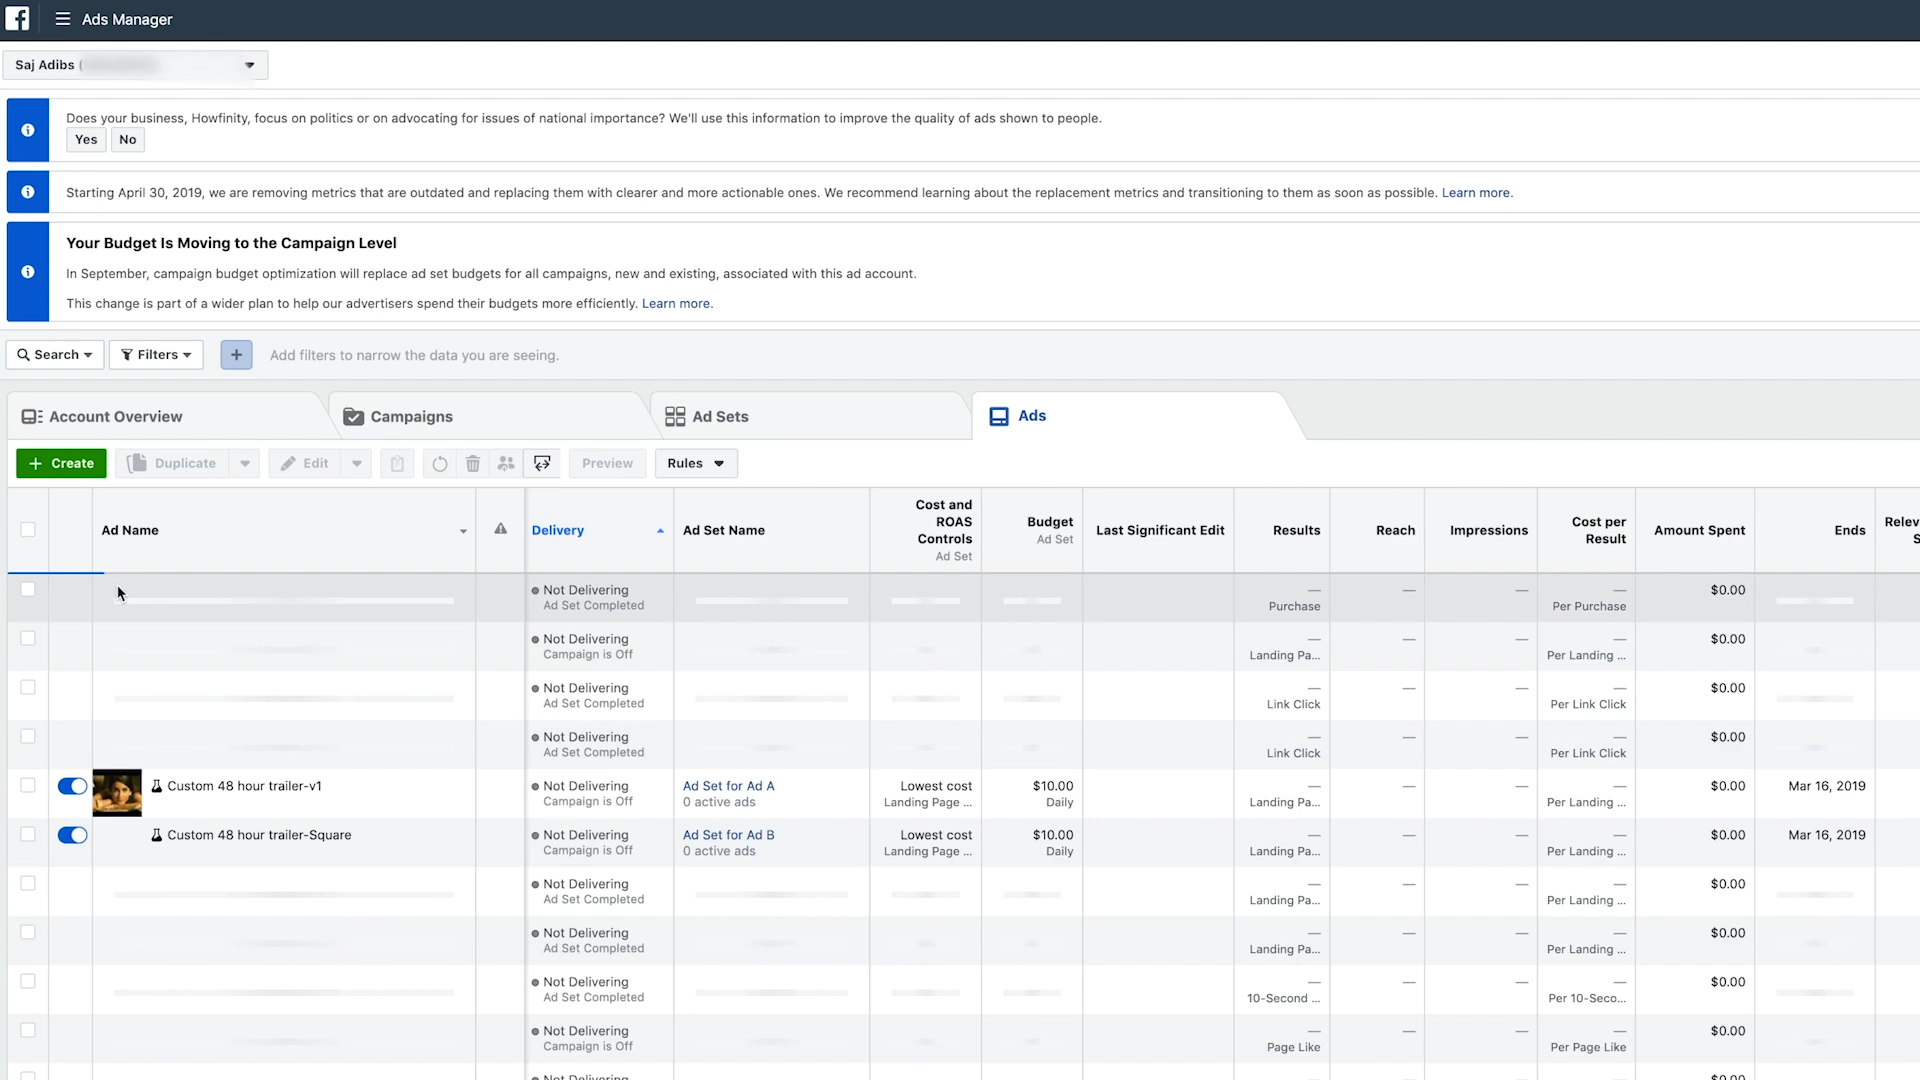 Ads Manager
Saj Adibs (
Does your business, Howfinity, focus on politics or on advocating for issues of national importance? We'll use this information to improve the quality of ads shown to people.
Yes No
Starting April 30, 2019, we are removing metrics that are outdated and replacing them with clearer and more actionable ones. We recommend learning about the replacement metrics and transitioning to them as soon as possible. Learn more.
Your Budget Is Moving to the Campaign Level
In September, campaign budget optimization will replace ad set budgets for all campaigns, new and existing, associated with this ad account.
This change is part of a wider plan to help our advertisers spend their budgets more efficiently. Learn more.
Search Filters + Add filters to narrow the data you are seeing.
Account Overview Campaigns Ad Sets Ads
+ Create Duplicate Edit Preview Rules
Ad Name Delivery Ad Set Name Cost and ROAS Controls Ad Set Budget Ad Set Last Significant Edit Results Reach Impressions Cost per Result Amount Spent Ends
Not Delivering — — — — $0.00
Ad Set Completed Purchase Per Purchase
Not Delivering — — — — $0.00
Campaign is Off Landing Pa... Per Landing ...
Not Delivering — — — — $0.00
Ad Set Completed Link Click Per Link Click
Not Delivering — — — — $0.00
Ad Set Completed Link Click Per Link Click
Custom 48 hour trailer-v1 Not Delivering Ad Set for Ad A Lowest cost $10.00 — — — — $0.00 Mar 16, 2019
Campaign is Off 0 active ads Landing Page ... Daily Landing Pa... Per Landing ...
Custom 48 hour trailer-Square Not Delivering Ad Set for Ad B Lowest cost $10.00 — — — — $0.00 Mar 16, 2019
Campaign is Off 0 active ads Landing Page ... Daily Landing Pa... Per Landing ...
Not Delivering — — — — $0.00
Ad Set Completed Landing Pa... Per Landing ...
Not Delivering — — — — $0.00
Ad Set Completed Landing Pa... Per Landing ...
Not Delivering — — — — $0.00
Ad Set Completed 10-Second ... Per 10-Seco...
Not Delivering — — — — $0.00
Campaign is Off Page Like Per Page Like